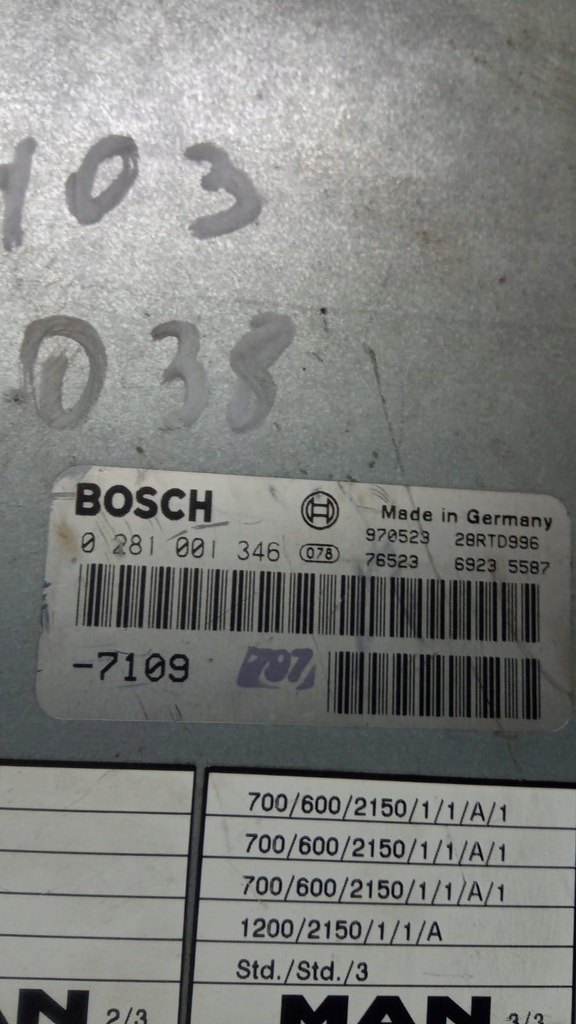 103
038
BOSCH
Made in Germany
0 281 001 346 078
970523 28RTD996
76523 6923 5587
-7109 707
700/600/2150/1/1/A/1
700/600/2150/1/1/A/1
700/600/2150/1/1/A/1
1200/2150/1/1/A
Std./Std./3
AN 2/3
MAN 3/3